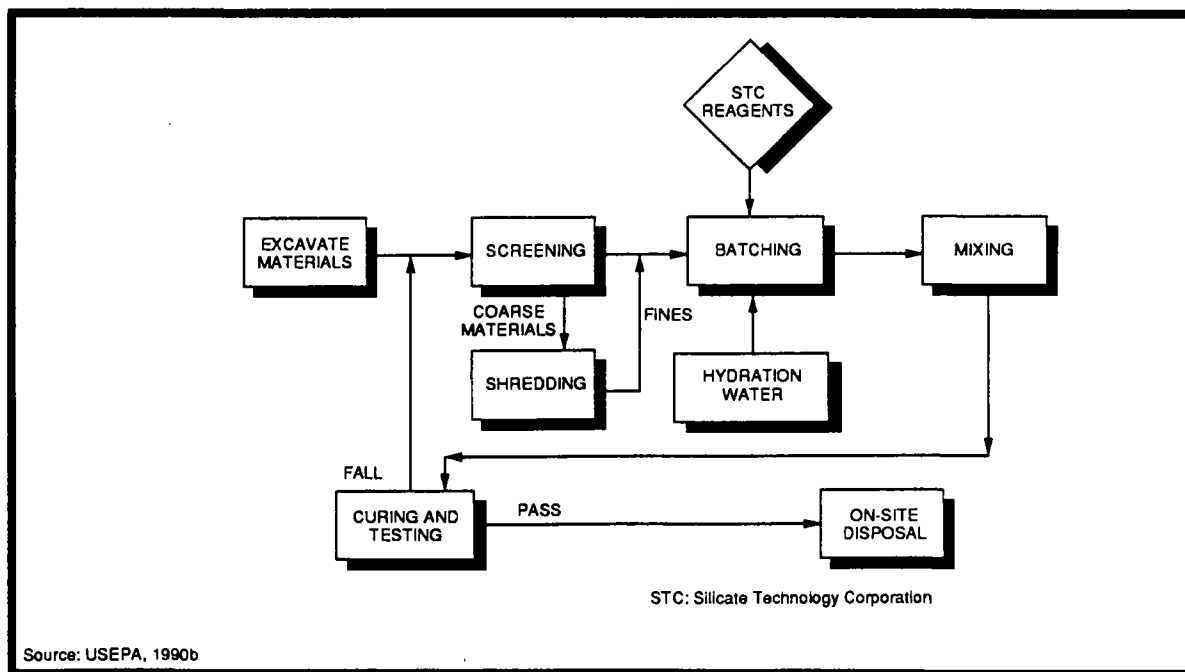 STC
REAGENTS
EXCAVATE
MATERIALS
SCREENING
BATCHING
MIXING
COARSE
MATERIALS
FINES
SHREDDING
HYDRATION
WATER
FALL
CURING AND
TESTING
PASS
ON-SITE
DISPOSAL
STC: Silicate Technology Corporation
Source: USEPA, 1990b